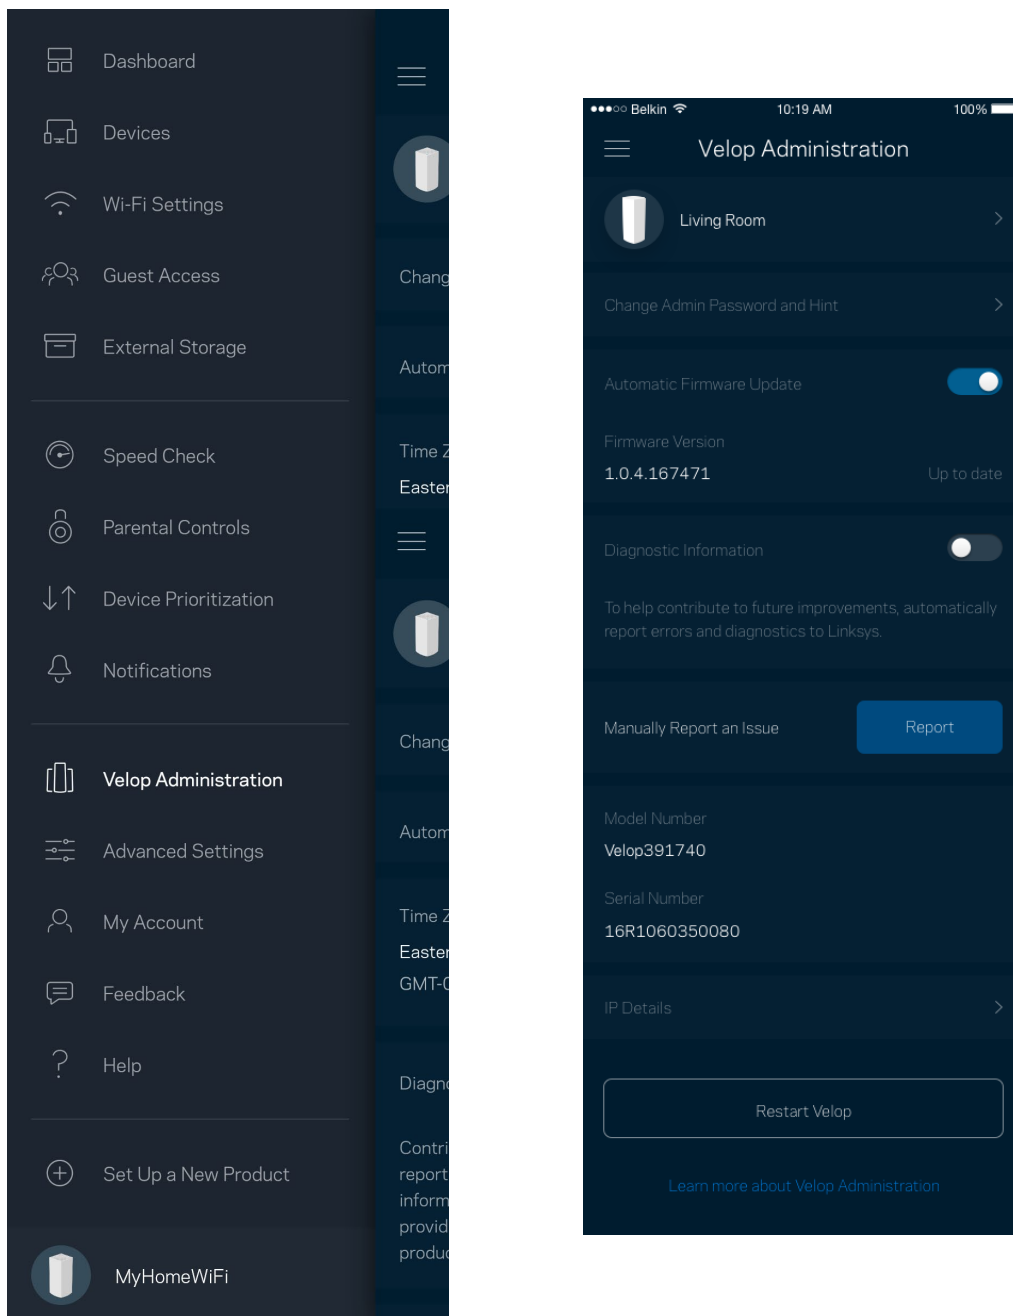 Dashboard
Devices
Wi-Fi Settings
Guest Access
External Storage
Speed Check
Parental Controls
Device Prioritization
Notifications
Velop Administration
Advanced Settings
My Account
Feedback
Help
Set Up a New Product
MyHomeWiFi
Chang
Autom
Time Z
Easter
Chang
Autom
Time Z
Easter
GMT-0
Diagno
Contri
report
inform
provid
produc
Belkin 10:19 AM 100%
Velop Administration
Living Room
Change Admin Password and Hint
Automatic Firmware Update
Firmware Version
1.0.4.167471 Up to date
Diagnostic Information
To help contribute to future improvements, automatically
report errors and diagnostics to Linksys.
Manually Report an Issue Report
Model Number
Velop391740
Serial Number
16R1060350080
IP Details
Restart Velop
Learn more about Velop Administration